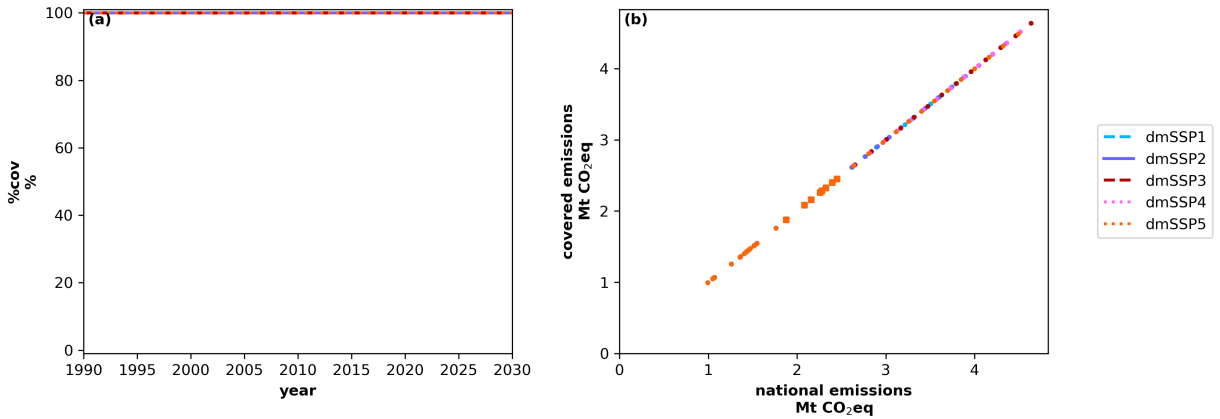 (a)
100
80
60
40
20
0
%cov
%
1990 1995 2000 2005 2010 2015 2020 2025 2030
year
(b)
4
3
2
1
0
covered emissions
Mt CO₂eq
0 1 2 3 4
national emissions
Mt CO₂eq
dmSSP1
dmSSP2
dmSSP3
dmSSP4
dmSSP5